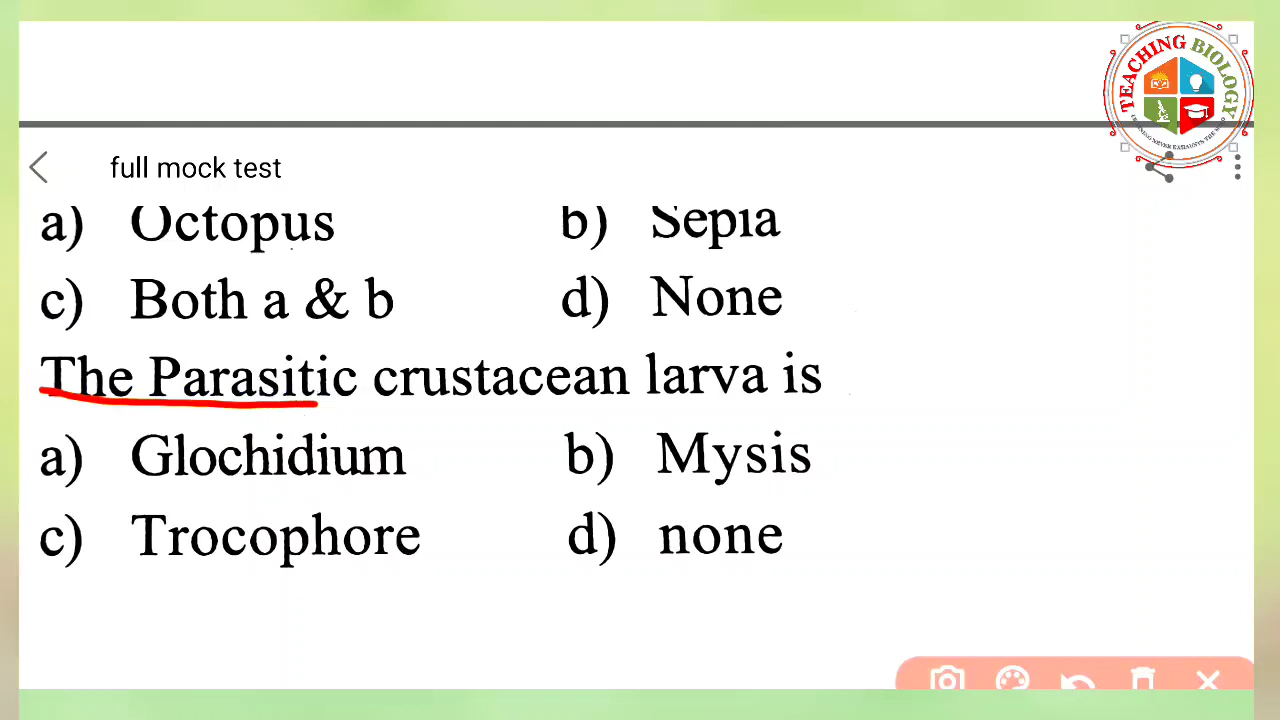 TEACHING BIOLOGY
full mock test
a) Octopus b) Sepia
c) Both a & b d) None
The Parasitic crustacean larva is
a) Glochidium b) Mysis
c) Trocophore d) none